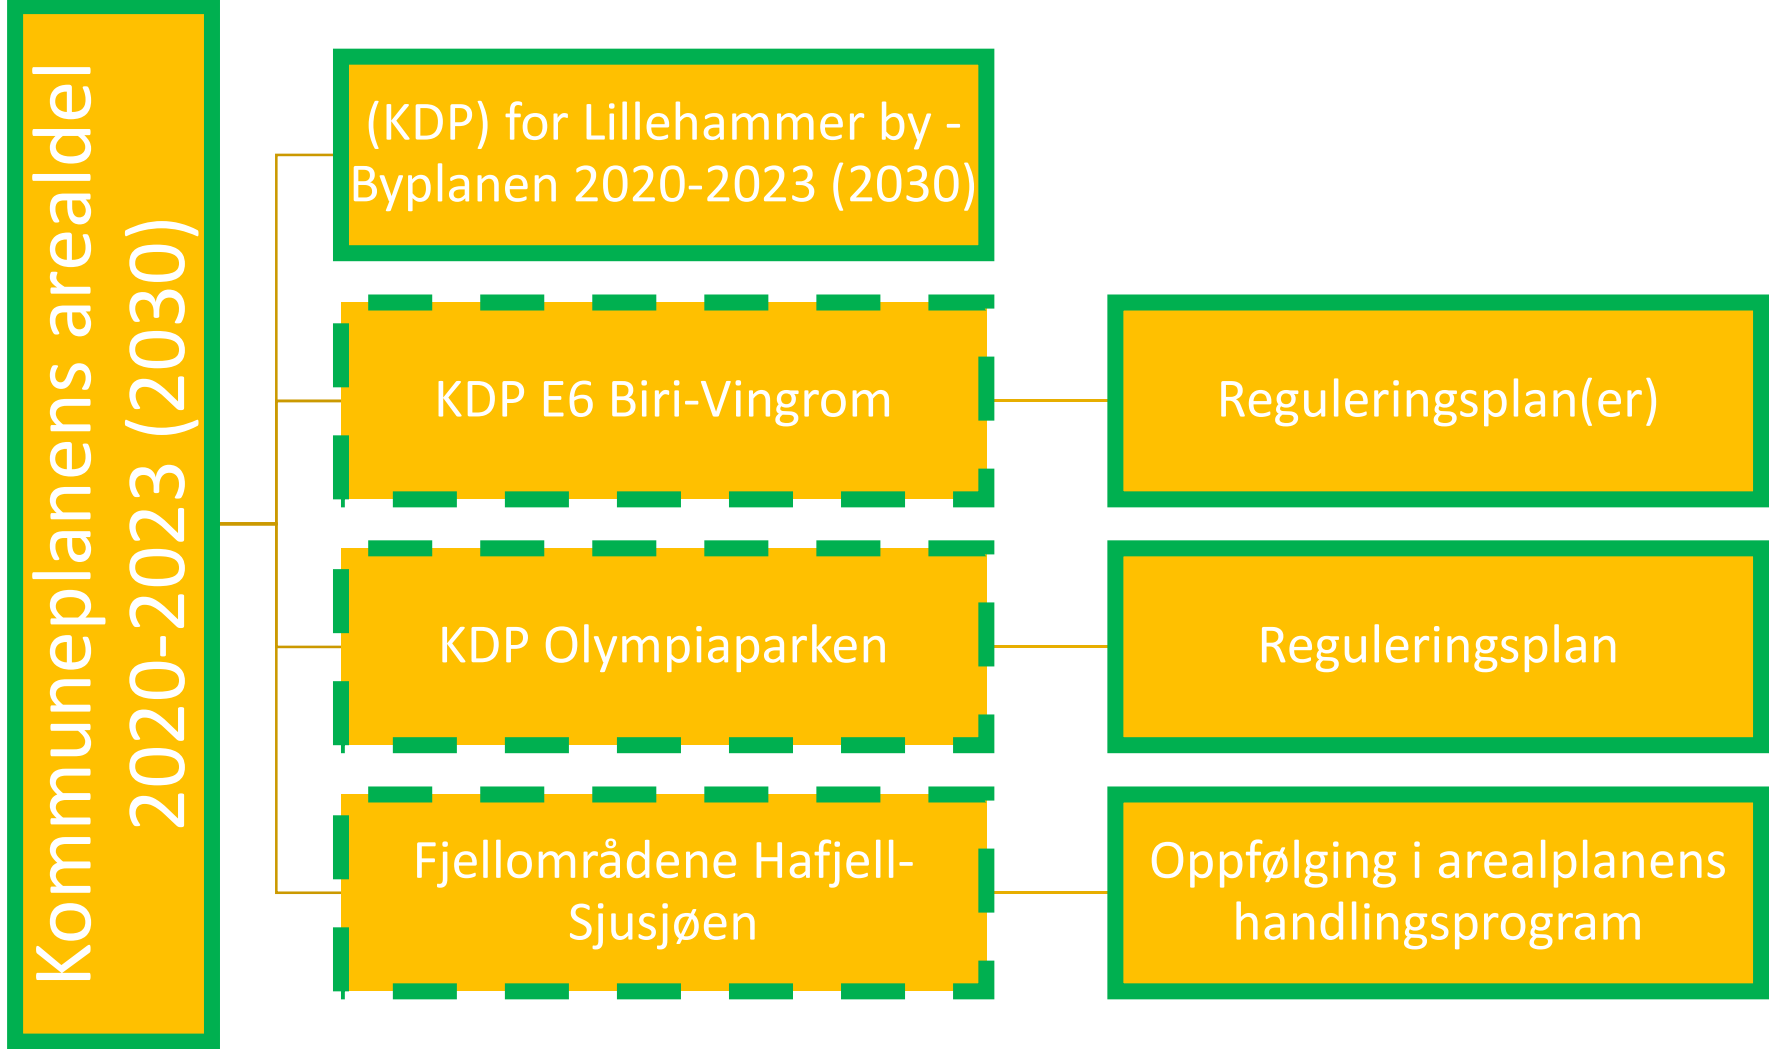 Kommuneplanens arealdel
2020-2023 (2030)
(KDP) for Lillehammer by -
Byplanen 2020-2023 (2030)
KDP E6 Biri-Vingrom
Reguleringsplan(er)
KDP Olympiaparken
Reguleringsplan
Fjellområdene Hafjell-
Sjusjøen
Oppfølging i arealplanens
handlingsprogram